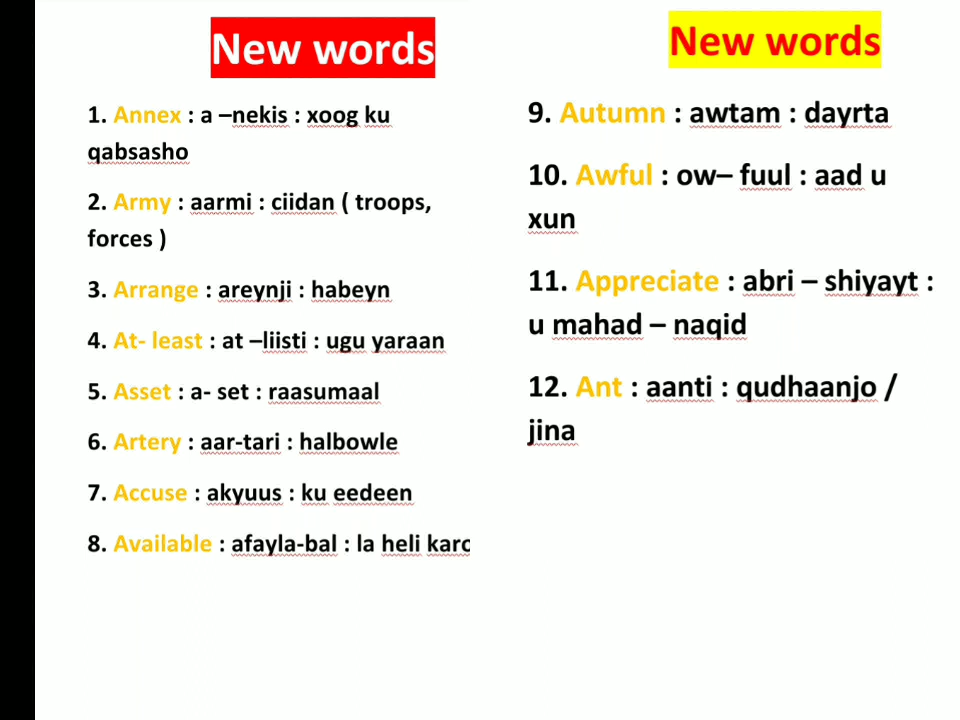 New words
1. Annex : a –nekis : xoog ku
qabsasho
2. Army : aarmi : ciidan ( troops,
forces )
3. Arrange : areynji : habeyn
4. At- least : at –liisti : ugu yaraan
5. Asset : a- set : raasumaal
6. Artery : aar-tari : halbowle
7. Accuse : akyuus : ku eedeen
8. Available : afayla-bal : la heli karo
New words
9. Autumn : awtam : dayrta
10. Awful : ow– fuul : aad u
xun
11. Appreciate : abri – shiyayt :
u mahad – naqid
12. Ant : aanti : qudhaanjo /
jina